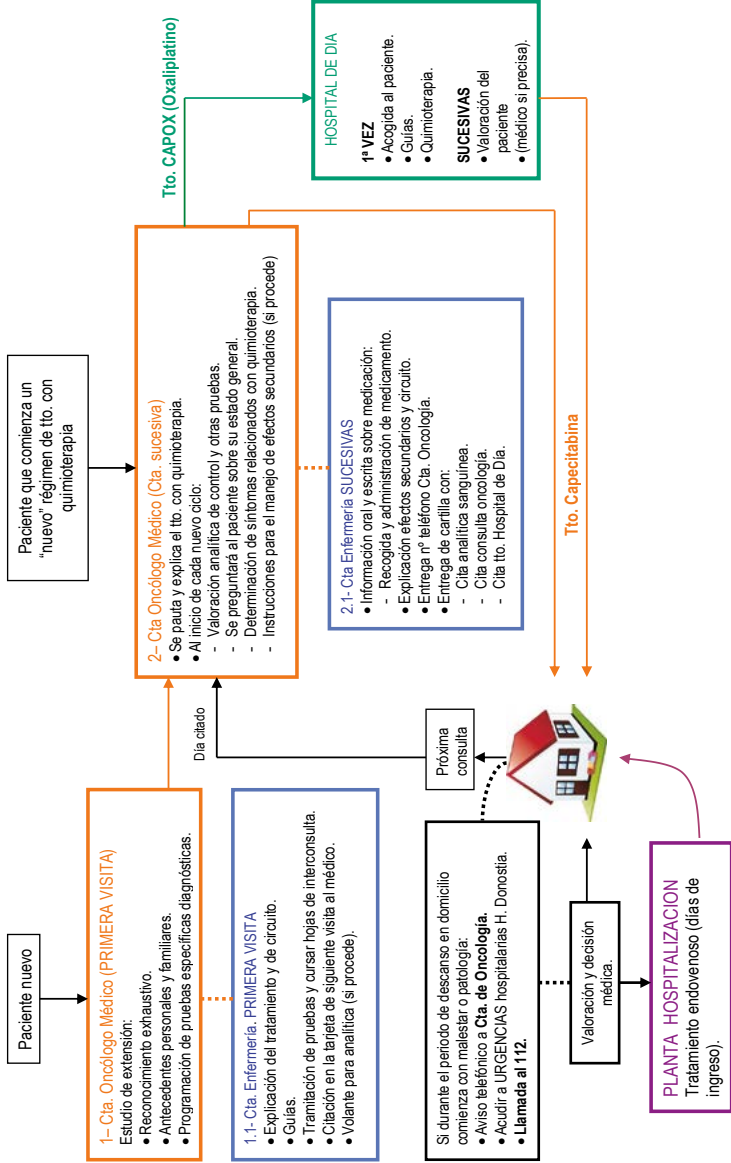 Paciente nuevo
1– Cta. Oncólogo Médico (PRIMERA VISITA)
Estudio de extensión:
• Reconocimiento exhaustivo.
• Antecedentes personales y familiares.
• Programación de pruebas específicas diagnósticas.
1.1- Cta. Enfermería. PRIMERA VISITA
• Explicación del tratamiento y de circuito.
• Guías.
• Tramitación de pruebas y cursar hojas de interconsulta.
• Citación en la tarjeta de siguiente visita al médico.
• Volante para analítica (si procede).
Paciente que comienza un
“nuevo” régimen de tto. con
quimioterapia
2– Cta Oncólogo Médico (Cta. sucesiva)
• Se pauta y explica el tto. con quimioterapia.
• Al inicio de cada nuevo ciclo:
- Valoración analítica de control y otras pruebas.
- Se preguntará al paciente sobre su estado general.
- Determinación de síntomas relacionados con quimioterapia.
- Instrucciones para el manejo de efectos secundarios (si procede)
2.1- Cta Enfermería SUCESIVAS
• Información oral y escrita sobre medicación:
- Recogida y administración de medicamento.
• Explicación efectos secundarios y circuito.
• Entrega nº teléfono Cta. Oncología.
• Entrega de cartilla con:
- Cita analítica sanguínea.
- Cita consulta oncología.
- Cita tto. Hospital de Día.
Tto. CAPOX (Oxaliplatino)
HOSPITAL DE DIA
1ª VEZ
• Acogida al paciente.
• Guías.
• Quimioterapia.
SUCESIVAS
• Valoración del
paciente
• (médico si precisa).
Tto. Capecitabina
Día citado
Próxima
consulta
Si durante el periodo de descanso en domicilio
comienza con malestar o patología:
• Aviso telefónico a Cta. de Oncología.
• Acudir a URGENCIAS hospitalarias H. Donostia.
• Llamada al 112.
Valoración y decisión
médica.
PLANTA HOSPITALIZACION
Tratamiento endovenoso (días de
ingreso).